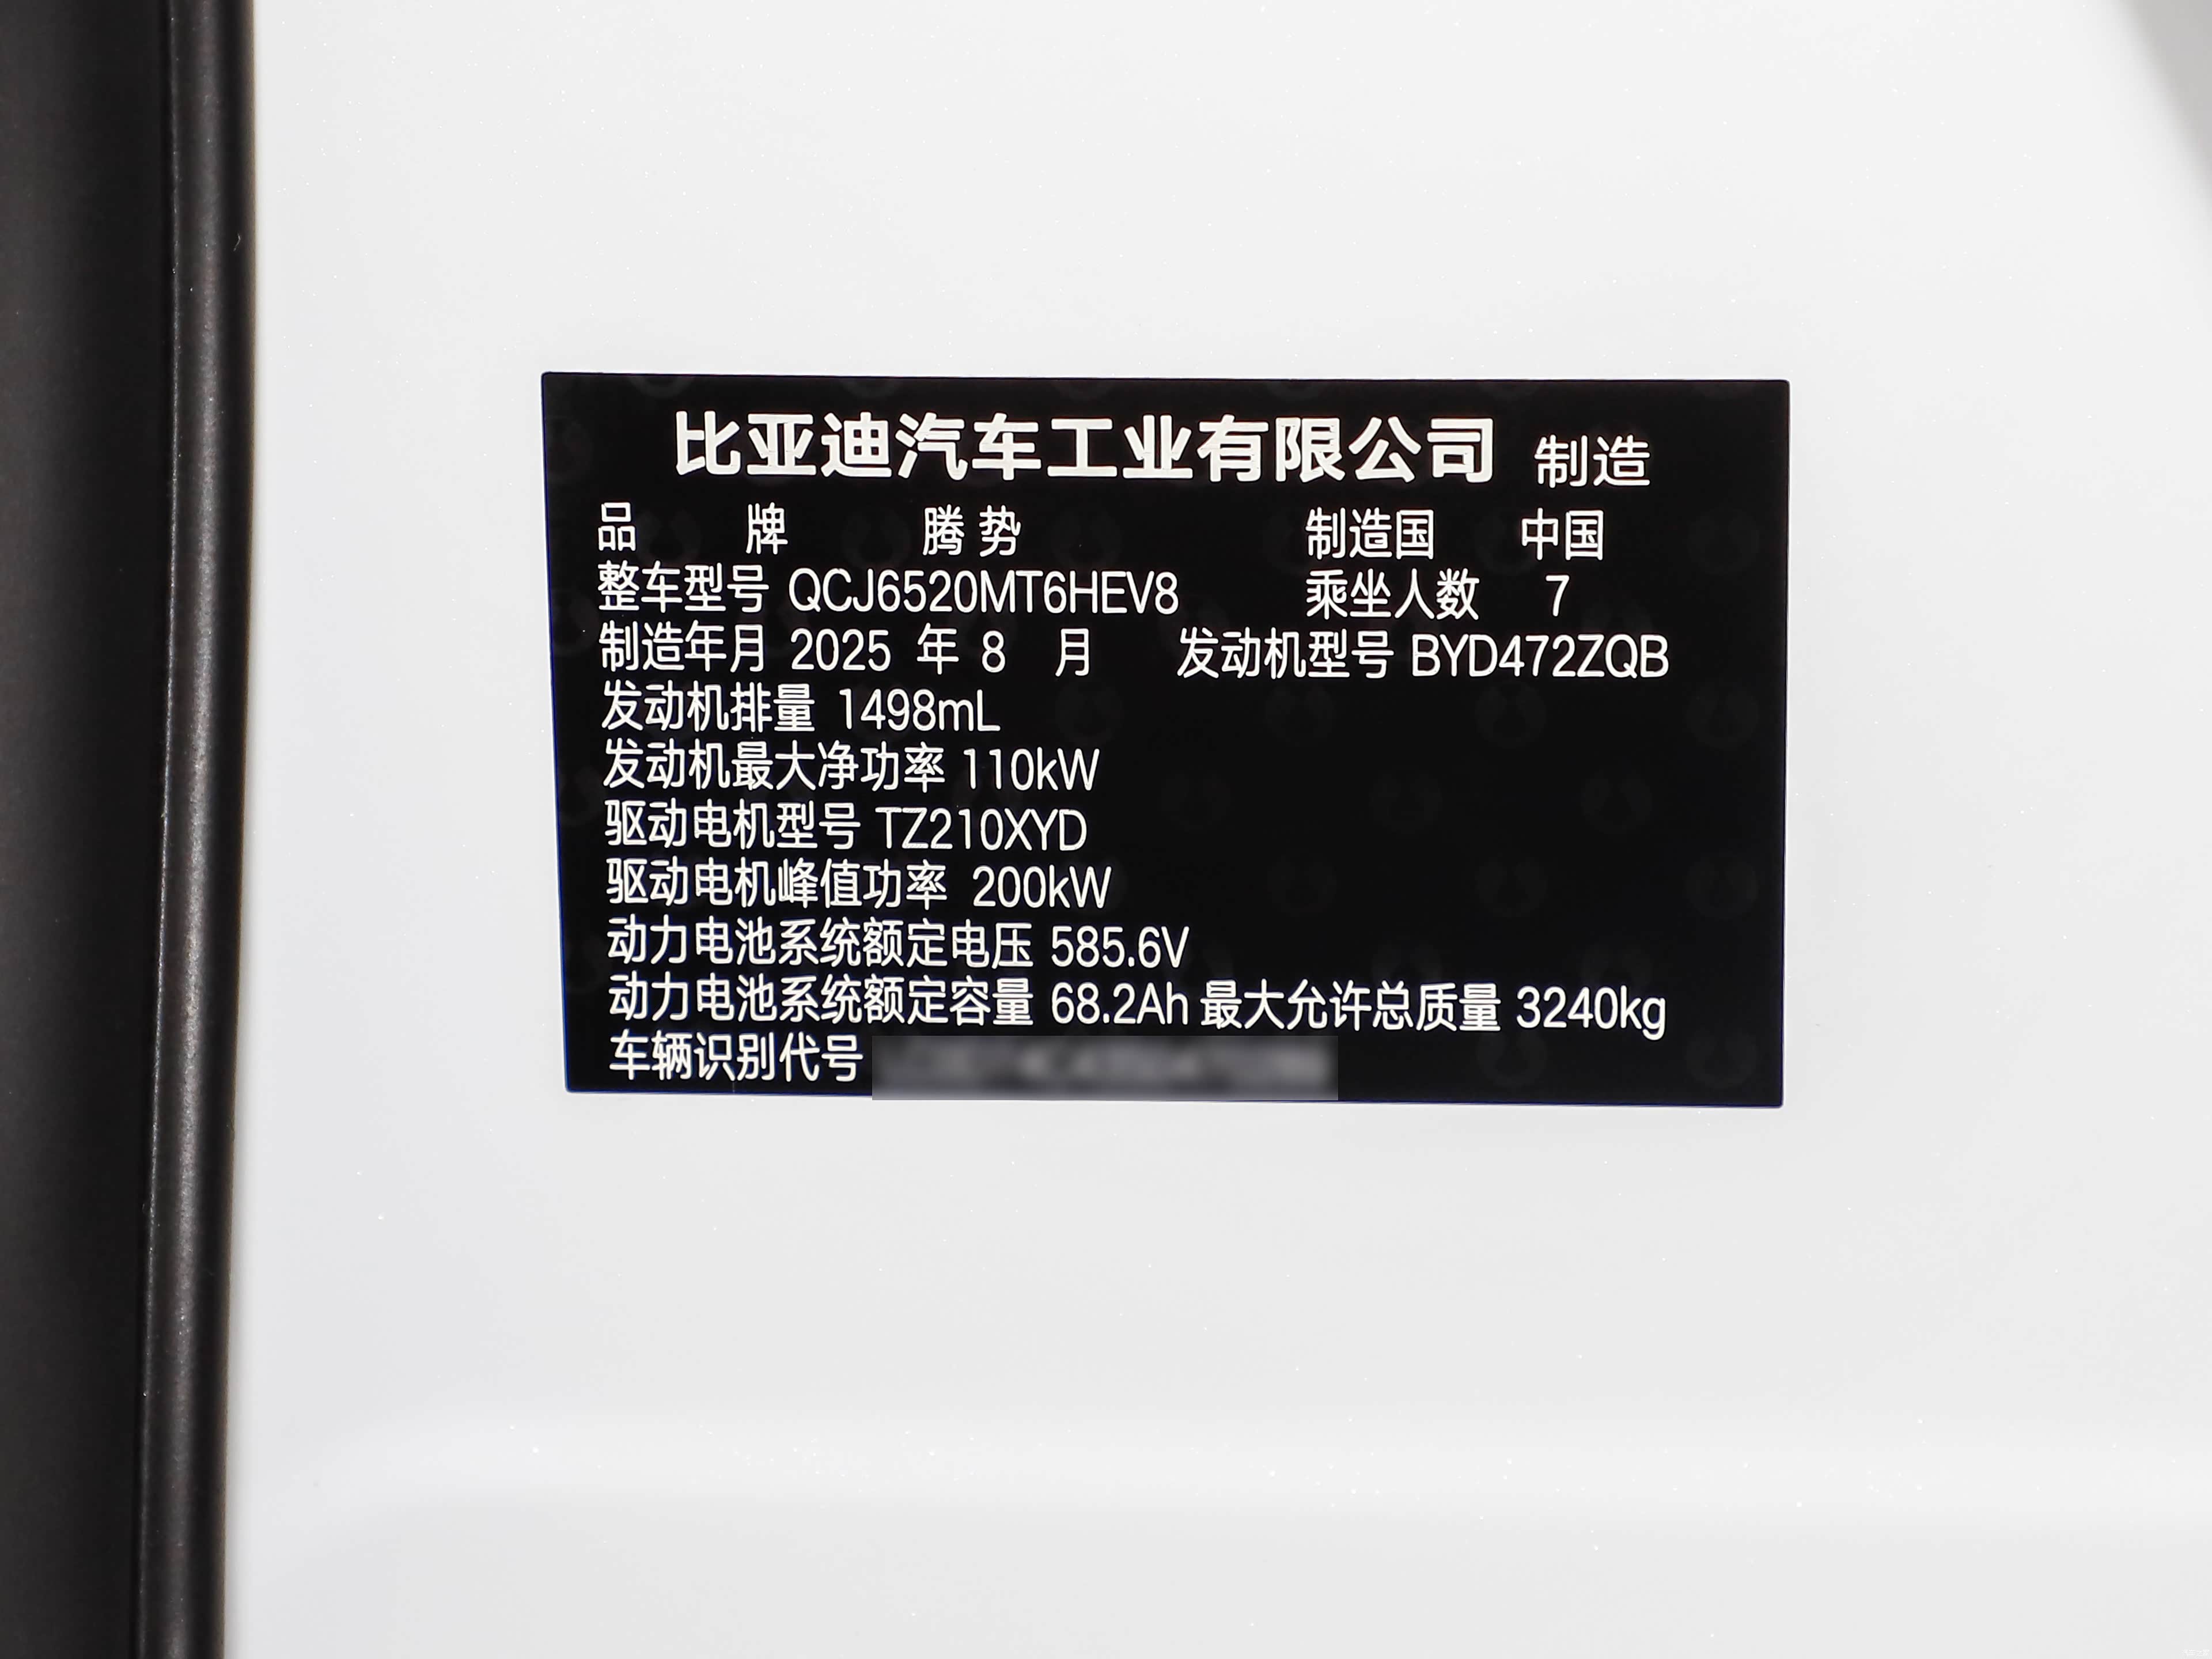 比亚迪汽车工业有限公司 制造
品 牌 腾势 制造国 中国
整车型号 QCJ6520MT6HEV8 乘坐人数 7
制造年月 2025 年 8 月 发动机型号 BYD472ZQB
发动机排量 1498mL
发动机最大净功率 110kW
驱动电机型号 TZ210XYD
驱动电机峰值功率 200kW
动力电池系统额定电压 585.6V
动力电池系统额定容量 68.2Ah 最大允许总质量 3240kg
车辆识别代号